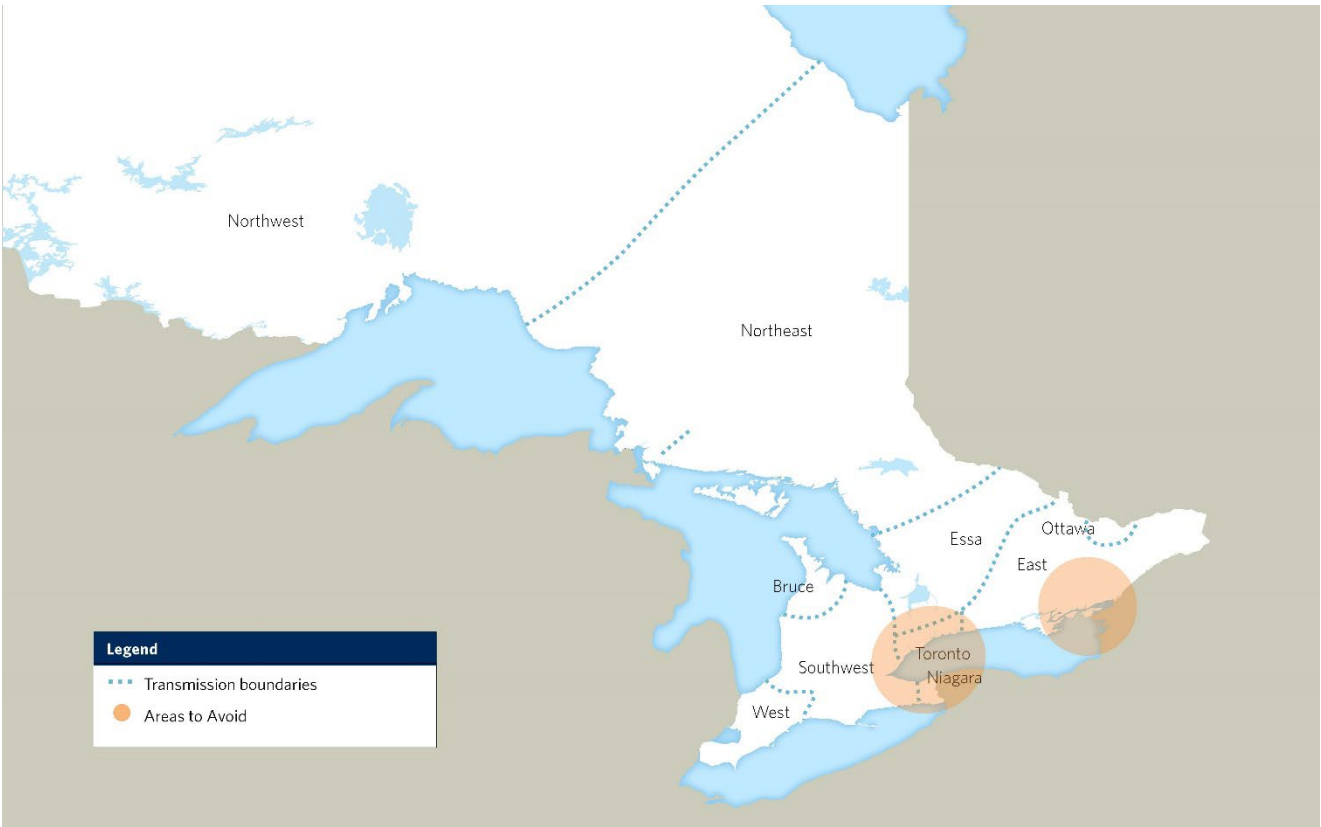 Northwest
Northeast
Ottawa
Essa
East
Bruce
Toronto
Southwest
Niagara
West
Legend
Transmission boundaries
Areas to Avoid